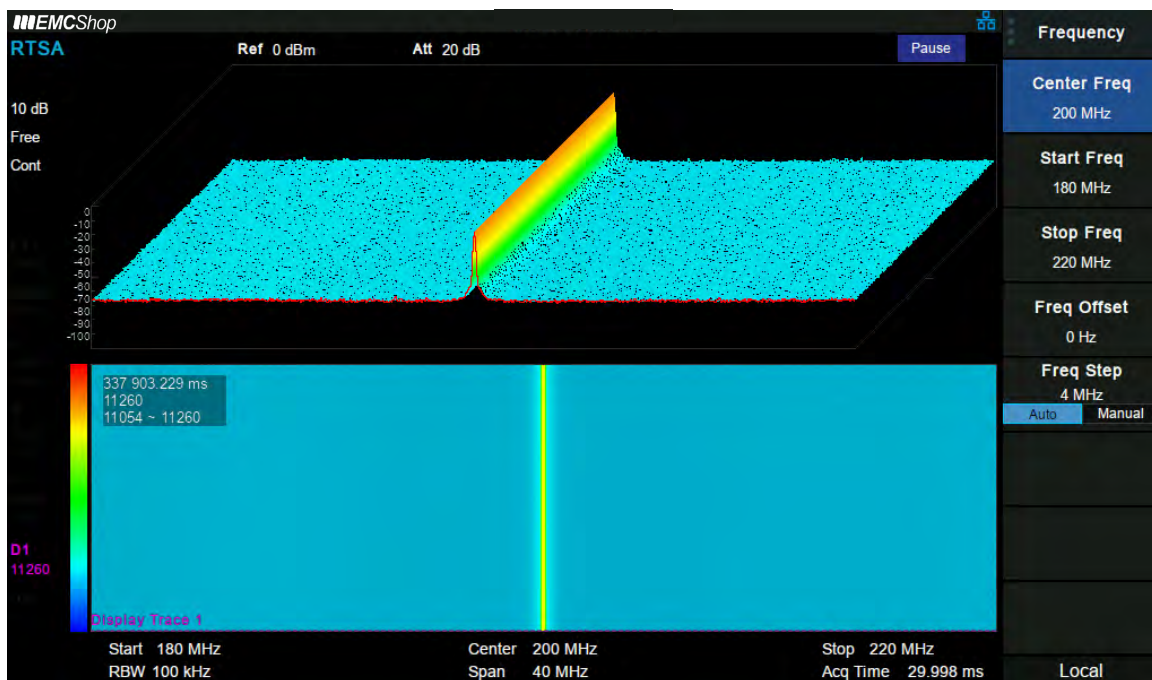 EMCShop
RTSA
Ref 0 dBm
Att 20 dB
Pause
10 dB
Free
Cont
0
-10
-20
-30
-40
-50
-60
-70
-80
-90
-100
337 903.229 ms
11260
11054 ~ 11260
D1
11260
Display Trace 1
Start 180 MHz
Center 200 MHz
Stop 220 MHz
RBW 100 kHz
Span 40 MHz
Acq Time 29.998 ms
Frequency
Center Freq
200 MHz
Start Freq
180 MHz
Stop Freq
220 MHz
Freq Offset
0 Hz
Freq Step
4 MHz
Auto
Manual
Local